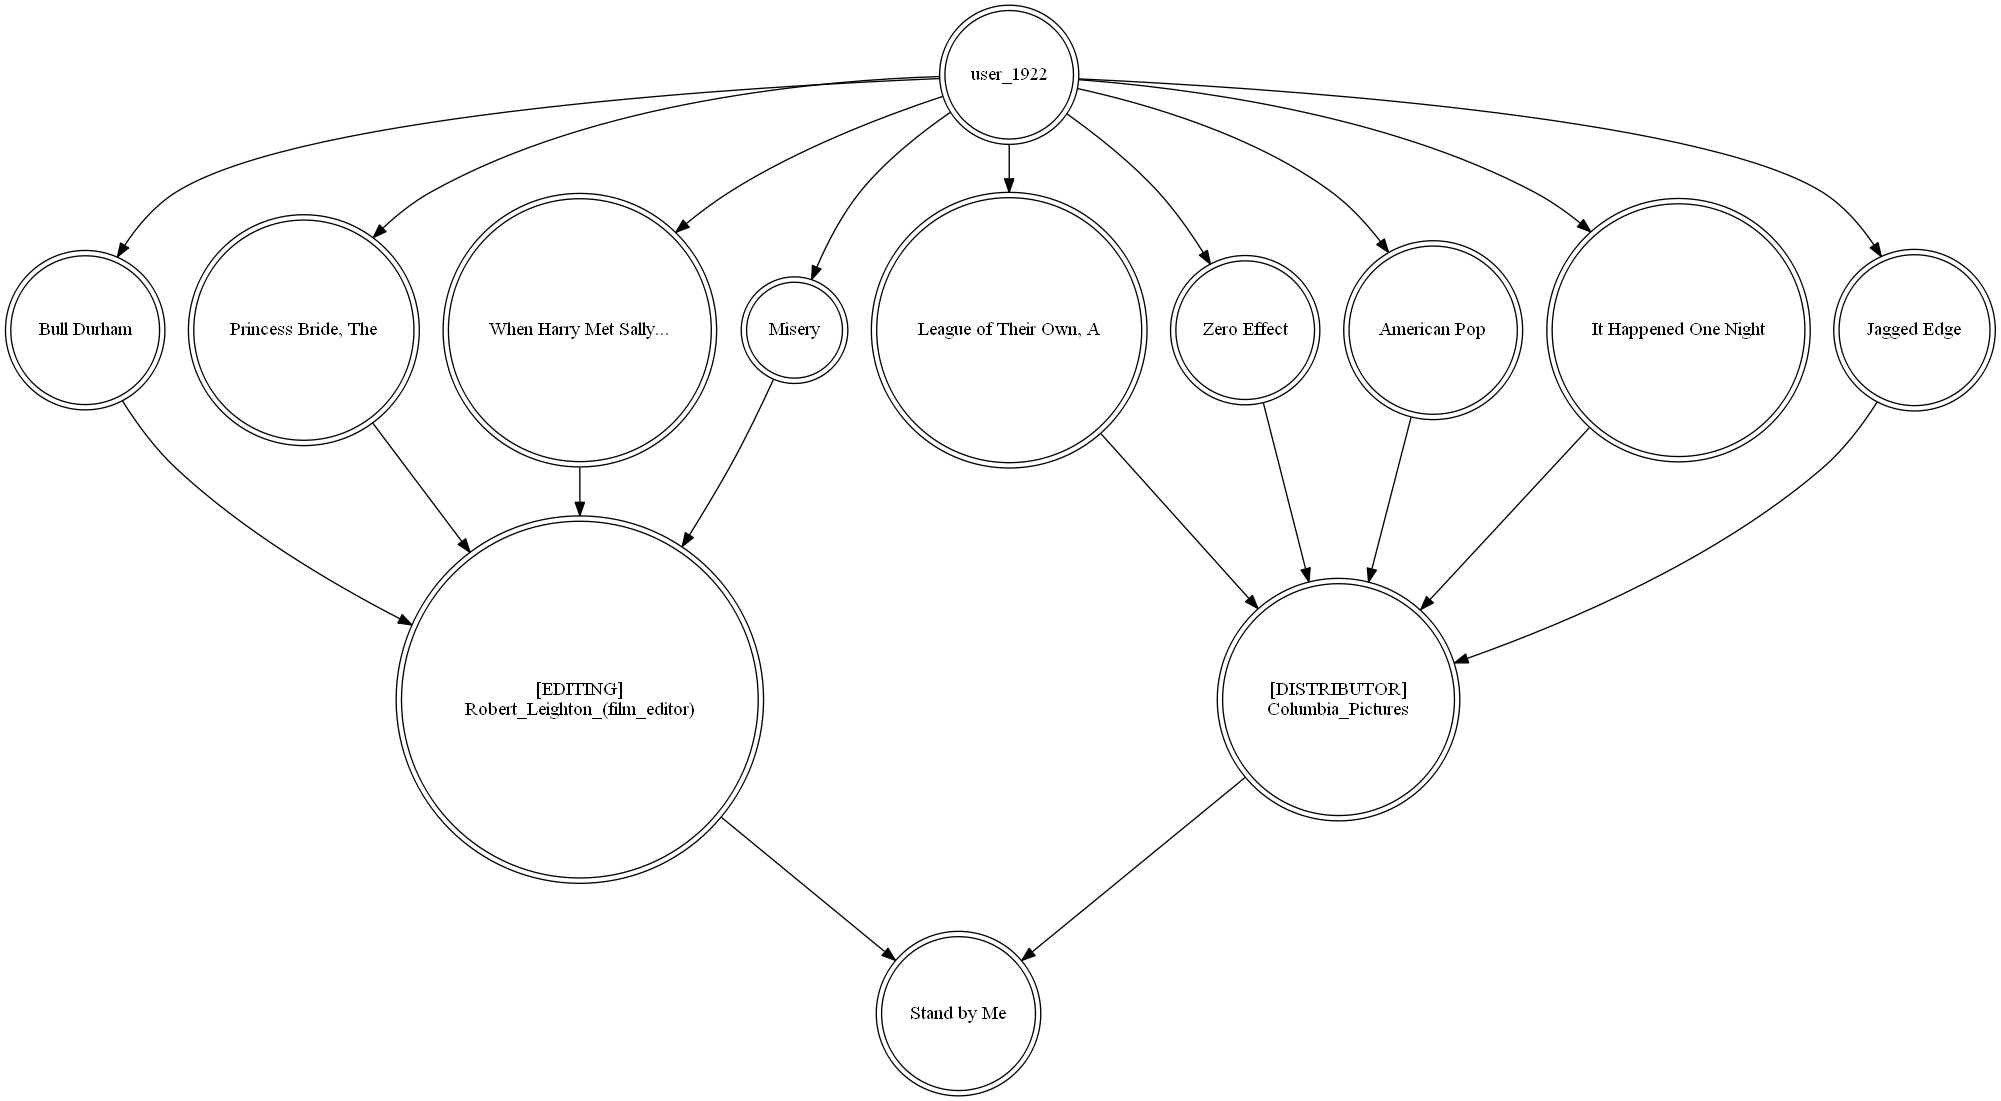 user_1922
Bull Durham
Princess Bride, The
When Harry Met Sally...
Misery
League of Their Own, A
Zero Effect
American Pop
It Happened One Night
Jagged Edge
[EDITING]
Robert_Leighton_(film_editor)
[DISTRIBUTOR]
Columbia_Pictures
Stand by Me